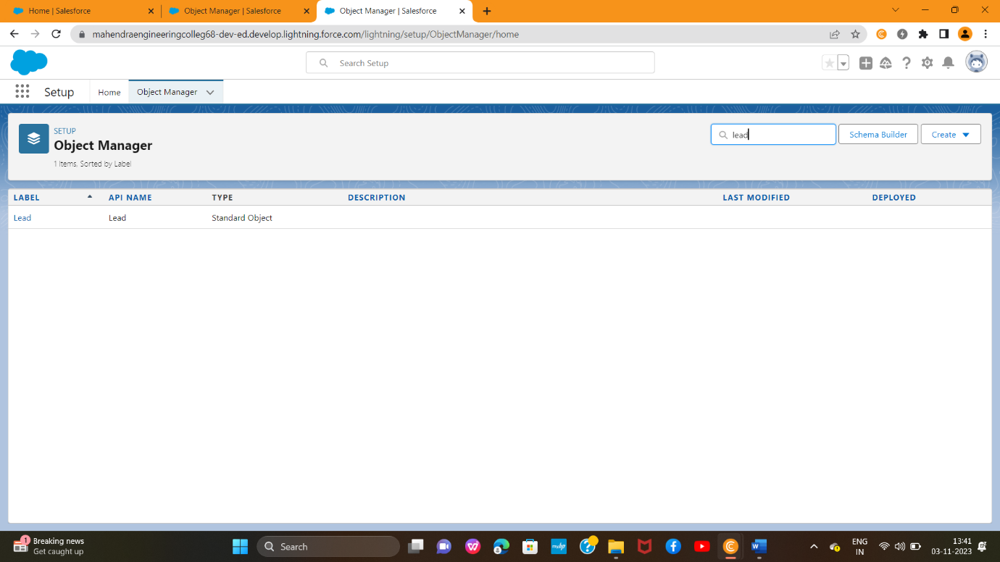 Home | Salesforce
Object Manager | Salesforce
Object Manager | Salesforce
mahendraengineeringcolleg68-dev-ed.develop.lightning.force.com/lightning/setup/ObjectManager/home
Search Setup
Setup
Home
Object Manager
SETUP
Object Manager
1 Items, Sorted by Label
lead
Schema Builder
Create
LABEL API NAME TYPE DESCRIPTION LAST MODIFIED DEPLOYED
Lead Lead Standard Object
1
Breaking news
Get caught up
Search
myhp
ENG
IN
13:41
03-11-2023